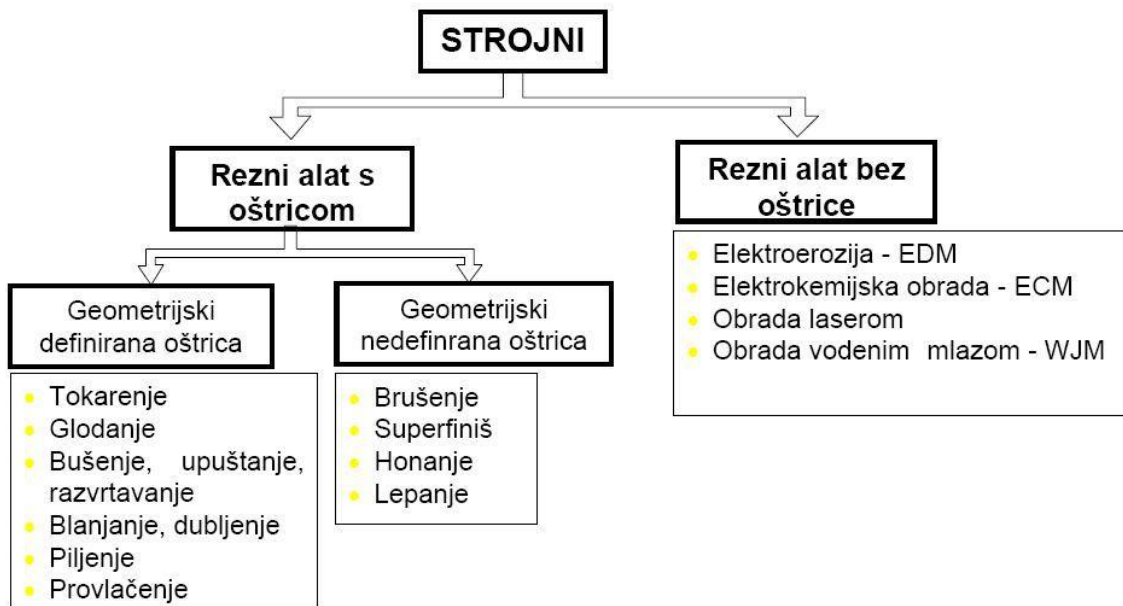 STROJNI
Rezni alat s
oštricom
Rezni alat bez
oštrice
Geometrijski
definirana oštrica
Geometrijski
nedefinrana oštrica
• Elektroerozija - EDM
• Elektrokemijska obrada - ECM
• Obrada laserom
• Obrada vodenim mlazom - WJM
• Tokarenje
• Glodanje
• Bušenje, upuštanje,
razvrtavanje
• Blanjanje, dubljenje
• Piljenje
• Provlačenje
• Brušenje
• Superfiniš
• Honanje
• Lepanje